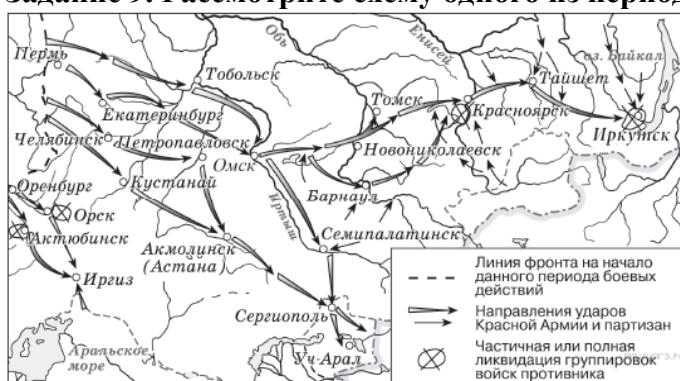 Задание 9. Рассмотрите схему одного из период
Пермь
Обь
Енисей
оз. Байкал
Тобольск
Тайшет
Екатеринбург
Томск
Красноярск
Челябинск
Петропавловск
Омск
Новониколаевск
Иркутск
Оренбург
Кустанай
Барнаул
Орск
Иртыш
Актюбинск
Акмолинск
(Астана)
Семипалатинск
Иргиз
Сергиополь
Аральское
море
Уч-Арал
Линия фронта на начало
данного периода боевых
действий
Направления ударов
Красной Армии и партизан
Частичная или полная
ликвидация группировок
войск противника